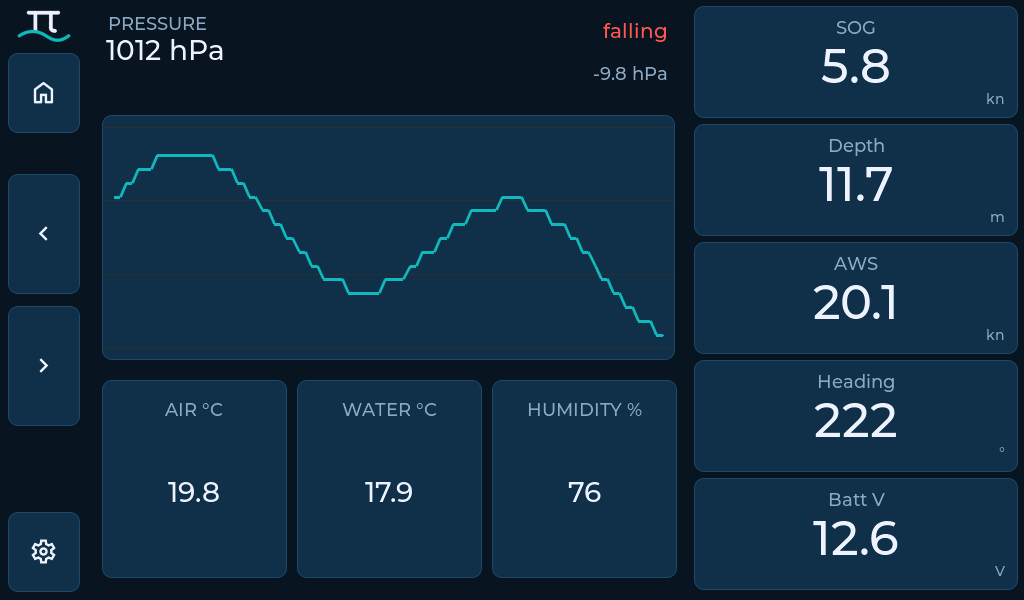 PRESSURE
1012 hPa
falling
-9.8 hPa
AIR °C
19.8
WATER °C
17.9
HUMIDITY %
76
SOG
5.8
kn
Depth
11.7
m
AWS
20.1
kn
Heading
222
°
Batt V
12.6
V